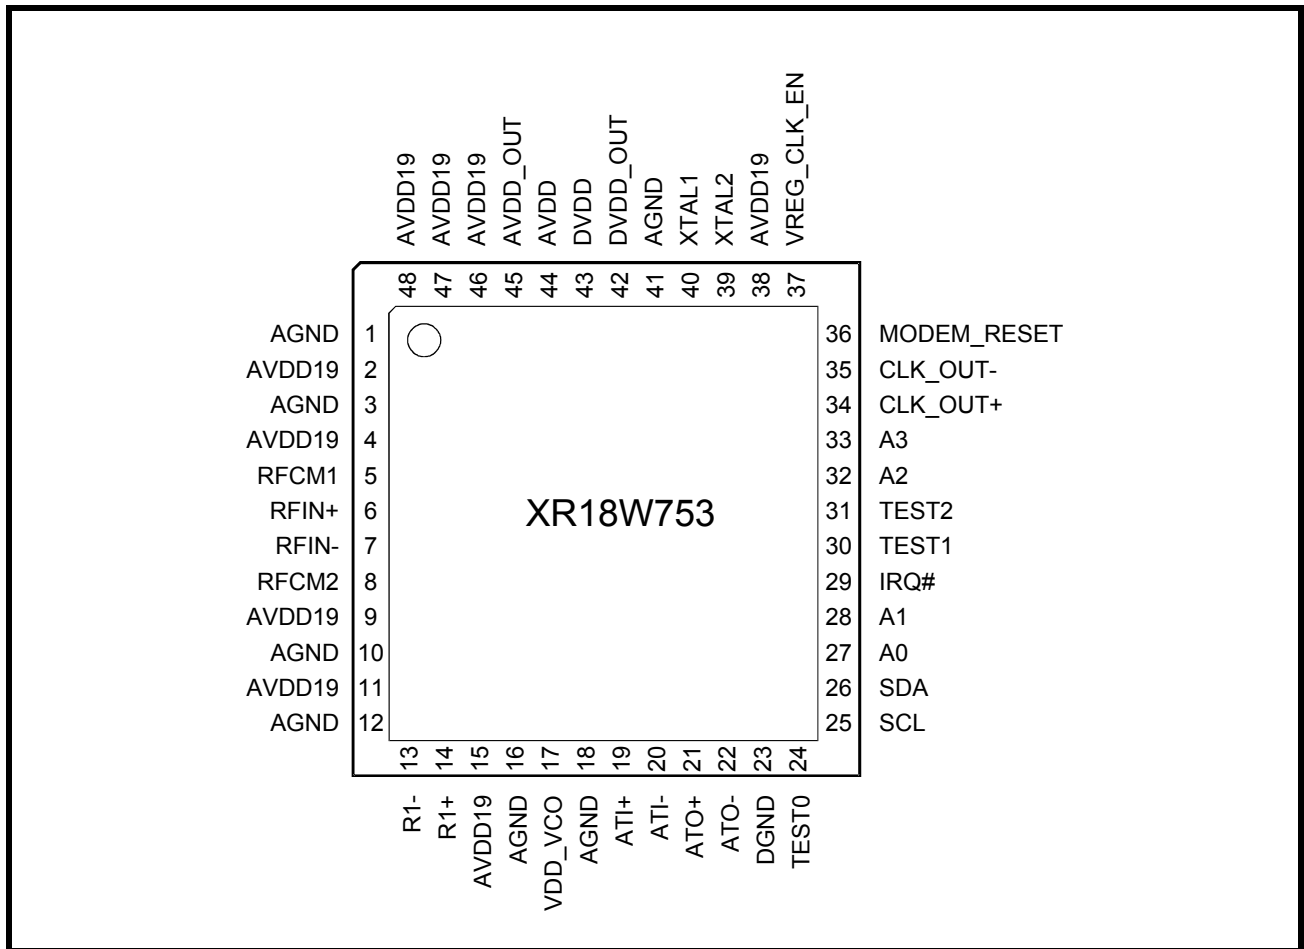 AVDD19
AVDD19
AVDD19
AVDD_OUT
AVDD
DVDD
DVDD_OUT
AGND
XTAL1
XTAL2
AVDD19
VREG_CLK_EN
48
47
46
45
44
43
42
41
40
39
38
37
AGND 1
AVDD19 2
AGND 3
AVDD19 4
RFCM1 5
RFIN+ 6
RFIN- 7
RFCM2 8
AVDD19 9
AGND 10
AVDD19 11
AGND 12
XR18W753
36 MODEM_RESET
35 CLK_OUT-
34 CLK_OUT+
33 A3
32 A2
31 TEST2
30 TEST1
29 IRQ#
28 A1
27 A0
26 SDA
25 SCL
13
14
15
16
17
18
19
20
21
22
23
24
R1-
R1+
AVDD19
AGND
VDD_VCO
AGND
ATI+
ATI-
ATO+
ATO-
DGND
TEST0